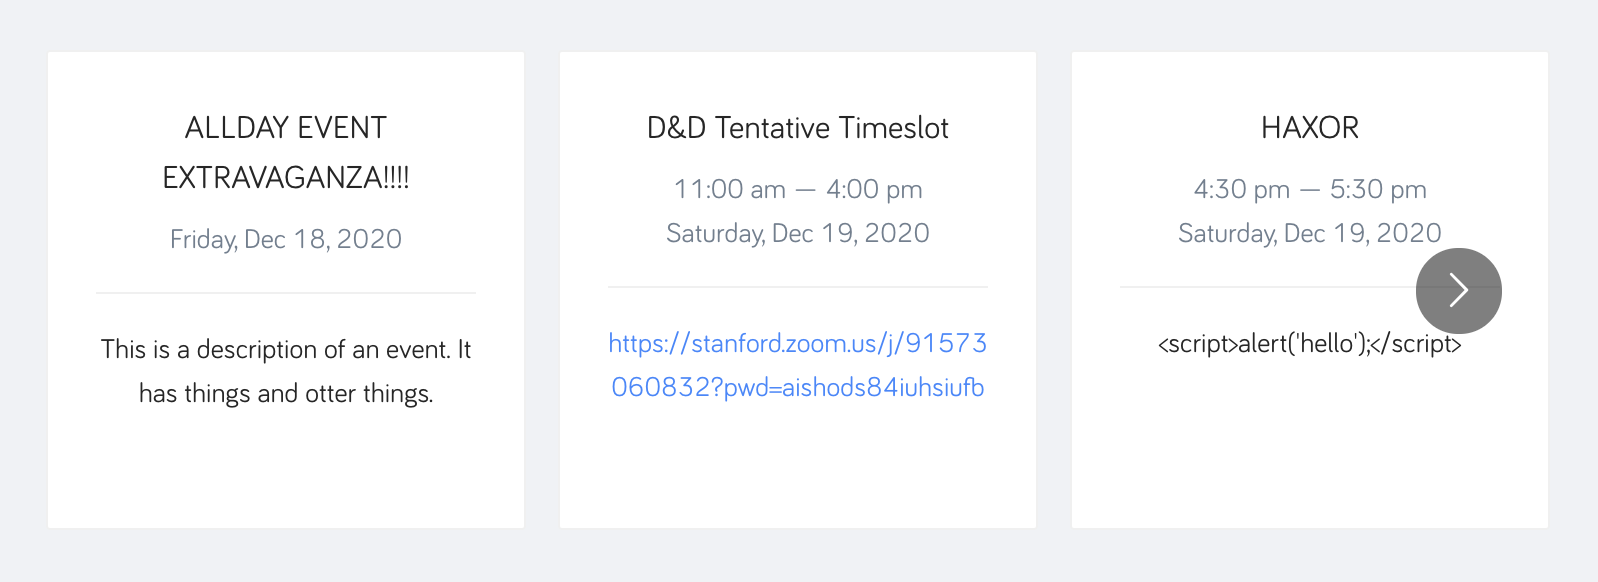 ALLDAY EVENT
EXTRAVAGANZA!!!!
Friday, Dec 18, 2020
This is a description of an event. It
has things and otter things.
D&D Tentative Timeslot
11:00 am — 4:00 pm
Saturday, Dec 19, 2020
https://stanford.zoom.us/j/91573
060832?pwd=aishods84iuhsiufb
HAXOR
4:30 pm — 5:30 pm
Saturday, Dec 19, 2020
<script>alert('hello');</script>